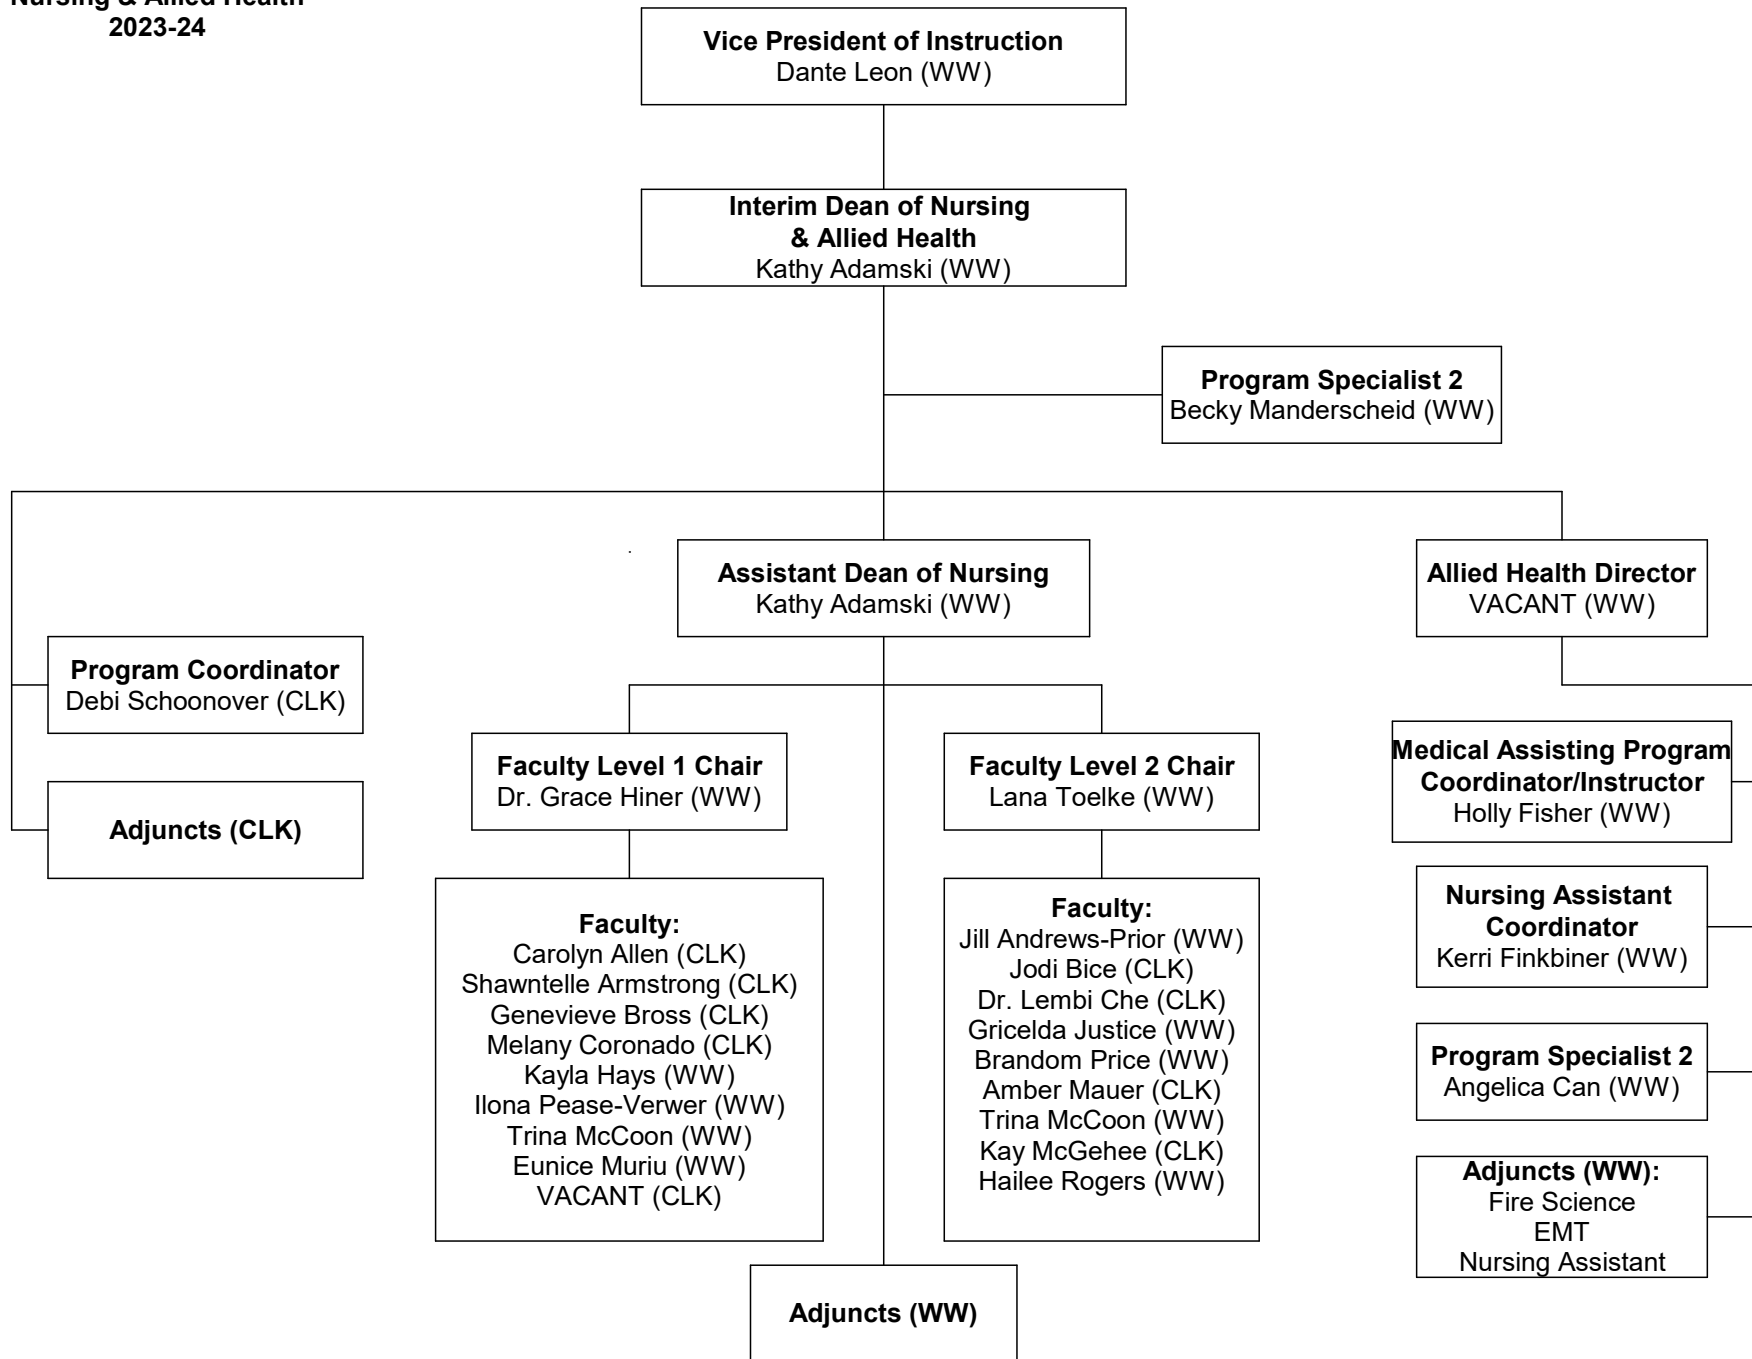 Nursing & Allied Health
2023-24
Vice President of Instruction
Dante Leon (WW)
Interim Dean of Nursing
& Allied Health
Kathy Adamski (WW)
Program Specialist 2
Becky Manderscheid (WW)
Assistant Dean of Nursing
Kathy Adamski (WW)
Allied Health Director
VACANT (WW)
Program Coordinator
Debi Schoonover (CLK)
Adjuncts (CLK)
Faculty Level 1 Chair
Dr. Grace Hiner (WW)
Faculty Level 2 Chair
Lana Toelke (WW)
Medical Assisting Program
Coordinator/Instructor
Holly Fisher (WW)
Faculty:
Carolyn Allen (CLK)
Shawntelle Armstrong (CLK)
Genevieve Bross (CLK)
Melany Coronado (CLK)
Kayla Hays (WW)
Ilona Pease-Verwer (WW)
Trina McCoon (WW)
Eunice Muriu (WW)
VACANT (CLK)
Faculty:
Jill Andrews-Prior (WW)
Jodi Bice (CLK)
Dr. Lembi Che (CLK)
Gricelda Justice (WW)
Brandom Price (WW)
Amber Mauer (CLK)
Trina McCoon (WW)
Kay McGehee (CLK)
Hailee Rogers (WW)
Nursing Assistant
Coordinator
Kerri Finkbiner (WW)
Program Specialist 2
Angelica Can (WW)
Adjuncts (WW):
Fire Science
EMT
Nursing Assistant
Adjuncts (WW)